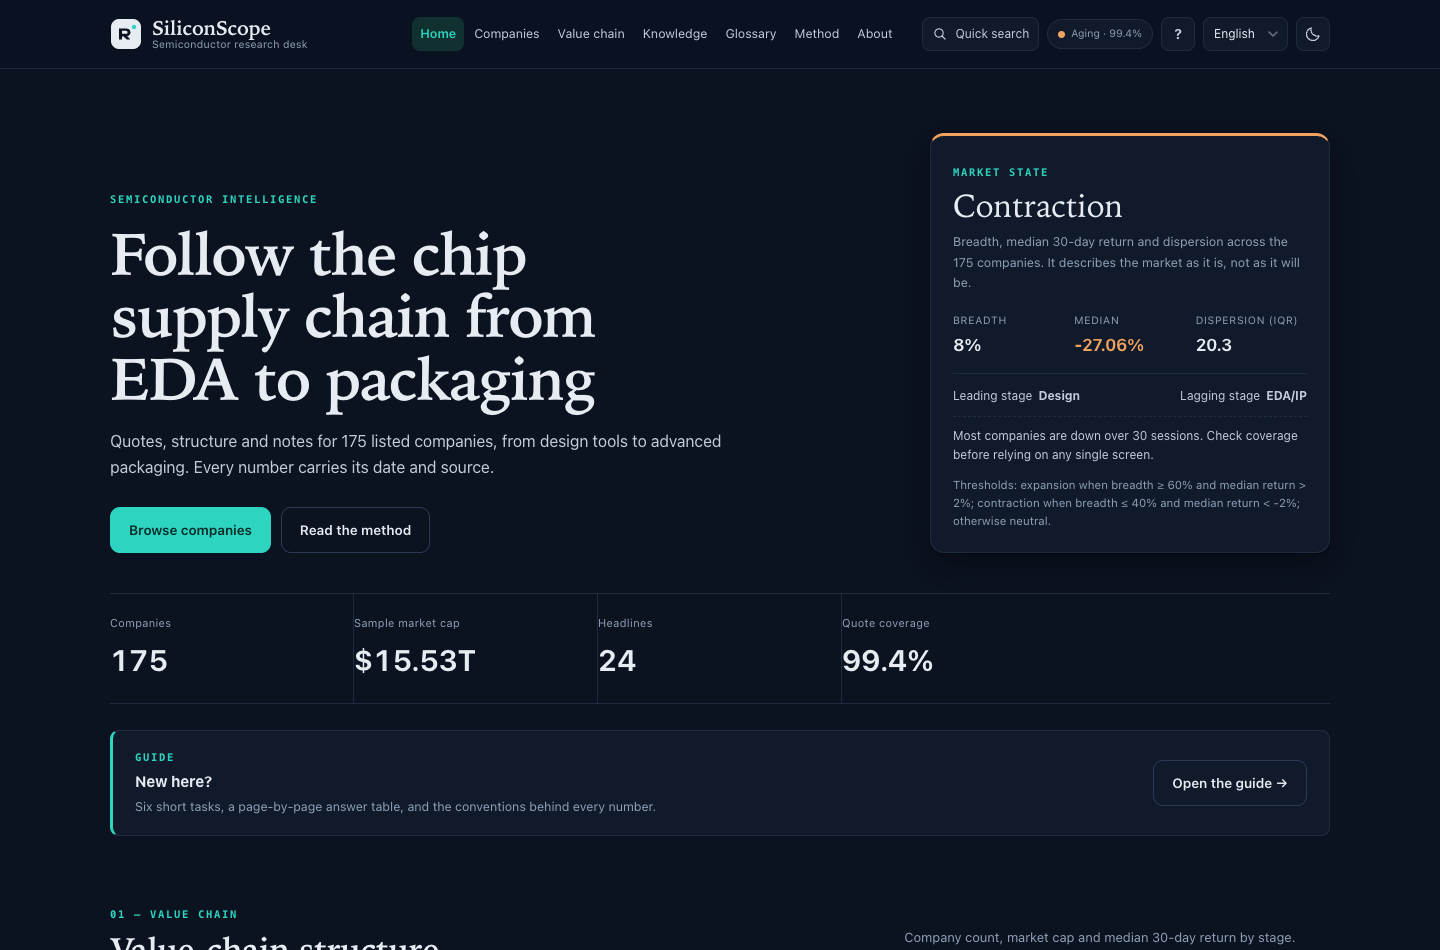 R
SiliconScope
Semiconductor research desk
Home
Companies
Value chain
Knowledge
Glossary
Method
About
Quick search
Aging · 99.4%
?
English
SEMICONDUCTOR INTELLIGENCE
Follow the chip
supply chain from
EDA to packaging
Quotes, structure and notes for 175 listed companies, from design tools to advanced
packaging. Every number carries its date and source.
Browse companies
Read the method
MARKET STATE
Contraction
Breadth, median 30-day return and dispersion across the
175 companies. It describes the market as it is, not as it will
be.
BREADTH
8%
MEDIAN
-27.06%
DISPERSION (IQR)
20.3
Leading stage Design
Lagging stage EDA/IP
Most companies are down over 30 sessions. Check coverage
before relying on any single screen.
Thresholds: expansion when breadth ≥ 60% and median return >
2%; contraction when breadth ≤ 40% and median return < -2%;
otherwise neutral.
Companies
175
Sample market cap
$15.53T
Headlines
24
Quote coverage
99.4%
GUIDE
New here?
Six short tasks, a page-by-page answer table, and the conventions behind every number.
Open the guide →
01 — VALUE CHAIN
Value chain structure
Company count, market cap and median 30-day return by stage.